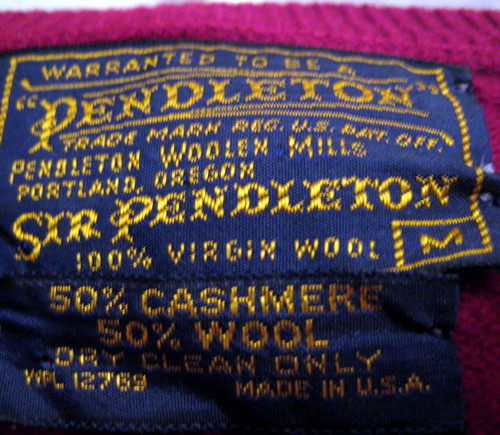 WARRANTED TO BE A
"PENDLETON"
TRADE MARK REG. U.S. PAT. OFF.
PENDLETON WOOLEN MILLS
PORTLAND, OREGON
SIR PENDLETON
100% VIRGIN WOOL M
50% CASHMERE
50% WOOL
DRY CLEAN ONLY
WPL 12769 MADE IN U.S.A.